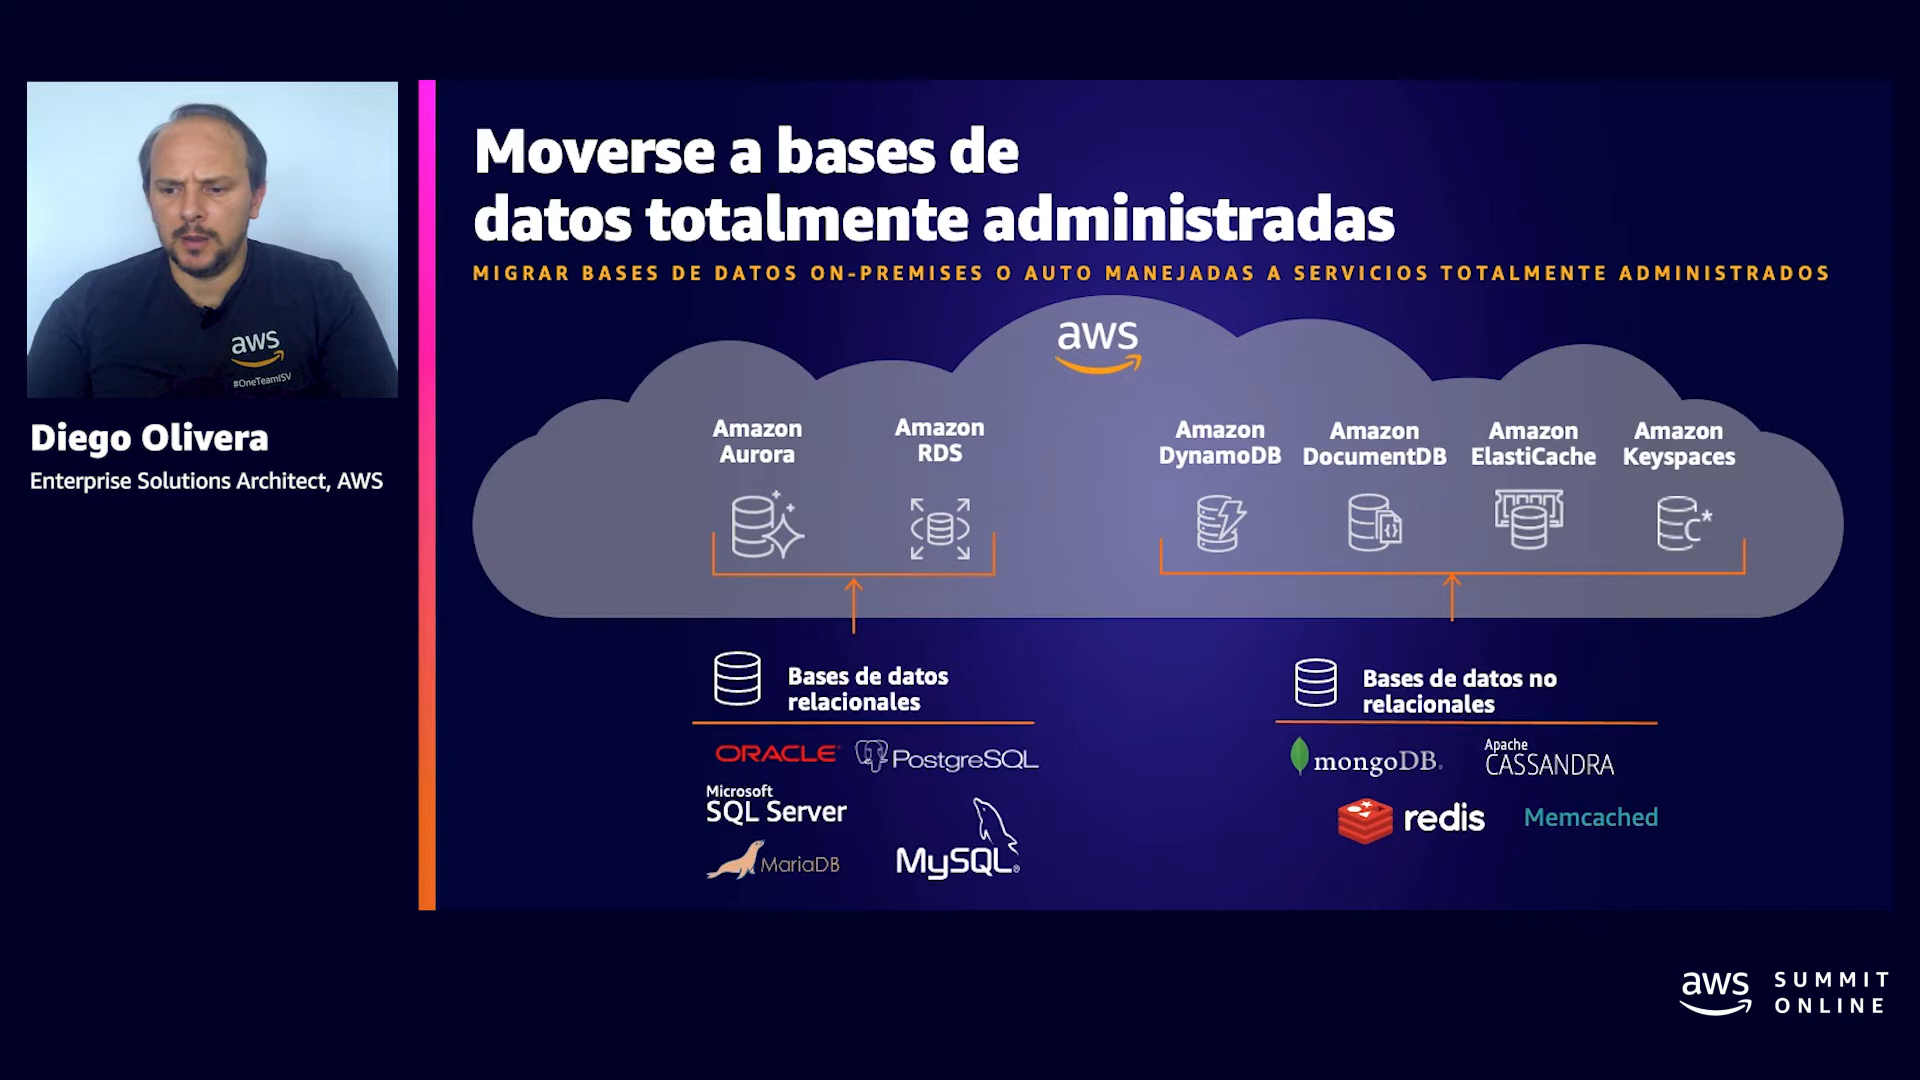 aws
#OneTeamISV
Diego Olivera
Enterprise Solutions Architect, AWS
Moverse a bases de
datos totalmente administradas
MIGRAR BASES DE DATOS ON-PREMISES O AUTO MANEJADAS A SERVICIOS TOTALMENTE ADMINISTRADOS
aws
Amazon
Aurora
Amazon
RDS
Amazon
DynamoDB
Amazon
DocumentDB
Amazon
ElastiCache
Amazon
Keyspaces
{}
C*
Bases de datos
relacionales
ORACLE
PostgreSQL
Microsoft
SQL Server
MariaDB
MySQL®
Bases de datos no
relacionales
mongoDB®
Apache
CASSANDRA
redis
Memcached
aws
SUMMIT
ONLINE